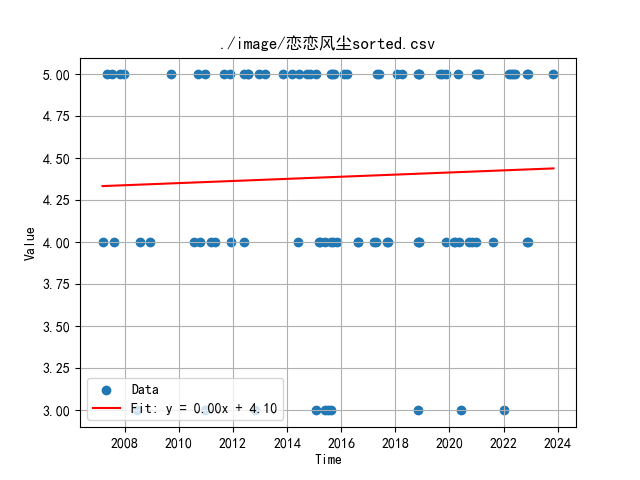 ./image/恋恋风尘sorted.csv
5.00
4.75
4.50
4.25
4.00
3.75
3.50
3.25
3.00
Value
Data
Fit: y = 0.00x + 4.10
2008 2010 2012 2014 2016 2018 2020 2022 2024
Time